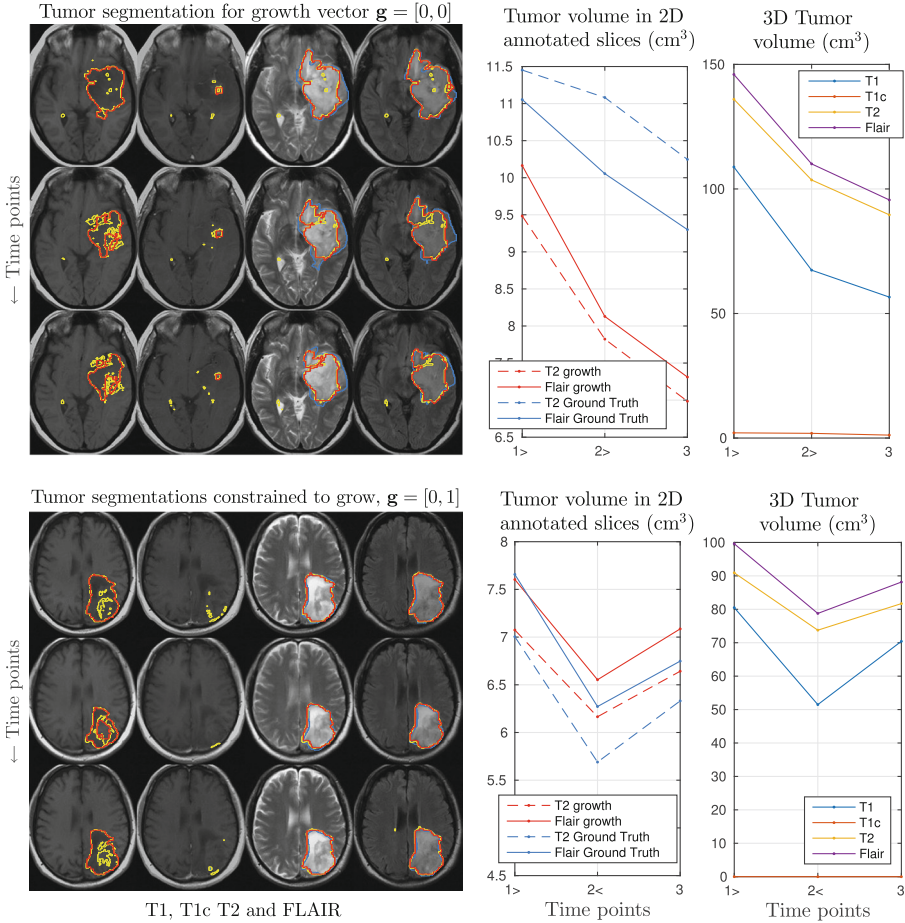 Tumor segmentation for growth vector g = [0, 0]
← Time points
Tumor volume in 2D
annotated slices (cm³)
11.5
11
10.5
10
9.5
9
8.5
8
7.5
6.5
1> 2> 3
T2 growth
Flair growth
T2 Ground Truth
Flair Ground Truth
3D Tumor
volume (cm³)
150
100
50
0
1> 2> 3
T1
T1c
T2
Flair
Tumor segmentations constrained to grow, g = [0, 1]
← Time points
T1, T1c T2 and FLAIR
Tumor volume in 2D
annotated slices (cm³)
8
7.5
7
6.5
6
5.5
4.5
1> 2< 3
T2 growth
Flair growth
T2 Ground Truth
Flair Ground Truth
Time points
3D Tumor
volume (cm³)
100
90
80
70
60
50
40
30
20
10
0
1> 2< 3
T1
T1c
T2
Flair
Time points